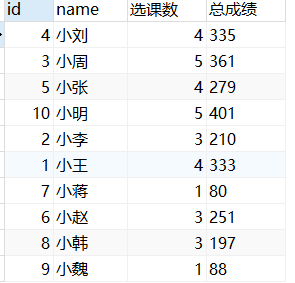 id name 选课数 总成绩
4 小刘 4 335
3 小周 5 361
5 小张 4 279
10 小明 5 401
2 小李 3 210
1 小王 4 333
7 小蒋 1 80
6 小赵 3 251
8 小韩 3 197
9 小魏 1 88